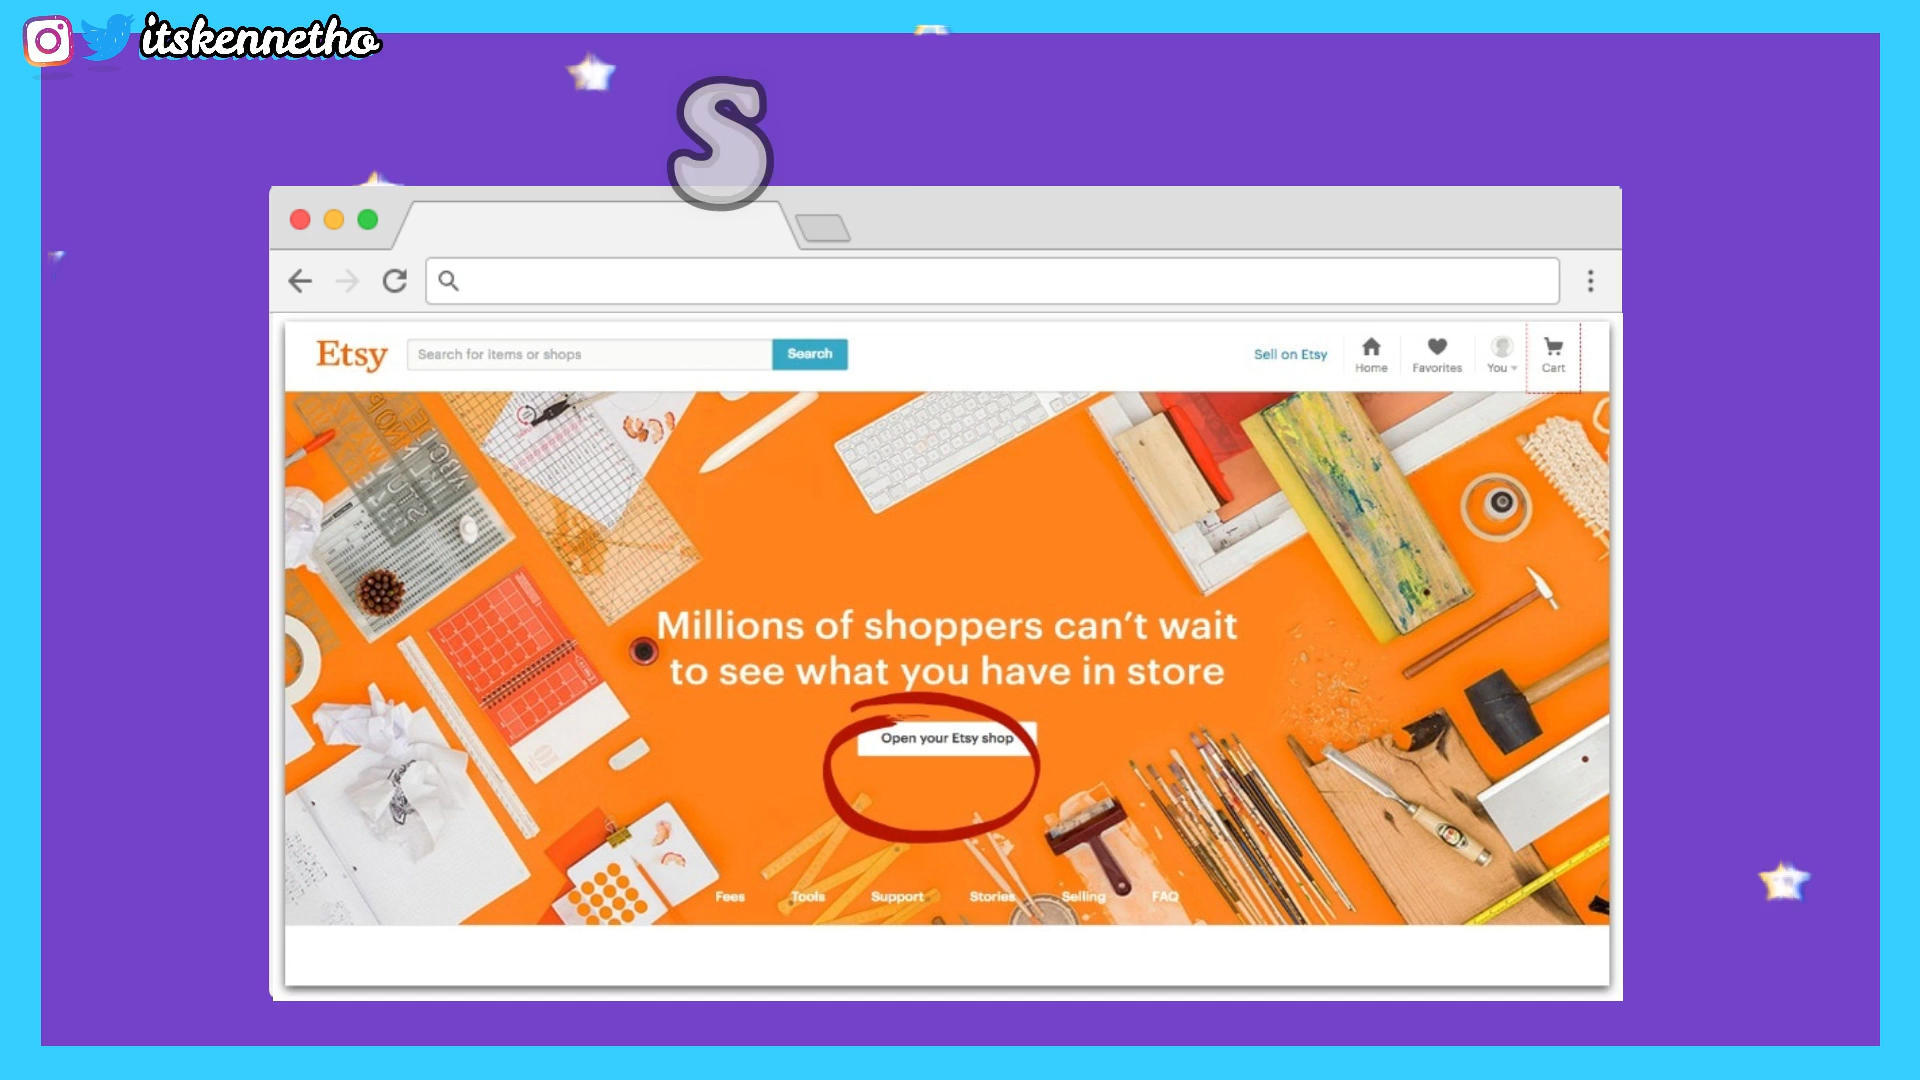 itskennetho
S
Etsy
Search for items or shops
Search
Sell on Etsy
Home
Favorites
You
Cart
Millions of shoppers can't wait
to see what you have in store
Open your Etsy shop
Fees
Tools
Support
Stories
Selling
FAQ